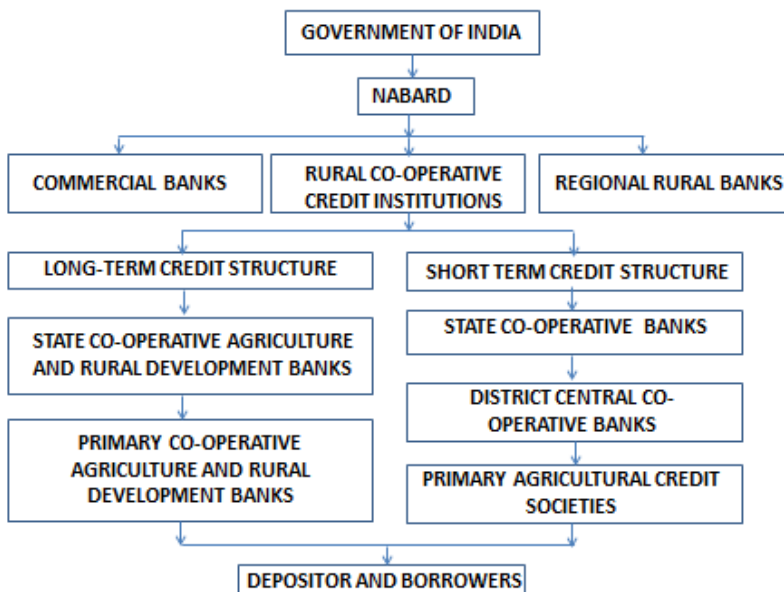 GOVERNMENT OF INDIA
NABARD
COMMERCIAL BANKS
RURAL CO-OPERATIVE
CREDIT INSTITUTIONS
REGIONAL RURAL BANKS
LONG-TERM CREDIT STRUCTURE
SHORT TERM CREDIT STRUCTURE
STATE CO-OPERATIVE AGRICULTURE
AND RURAL DEVELOPMENT BANKS
STATE CO-OPERATIVE BANKS
DISTRICT CENTRAL CO-
OPERATIVE BANKS
PRIMARY CO-OPERATIVE
AGRICULTURE AND RURAL
DEVELOPMENT BANKS
PRIMARY AGRICULTURAL CREDIT
SOCIETIES
DEPOSITOR AND BORROWERS